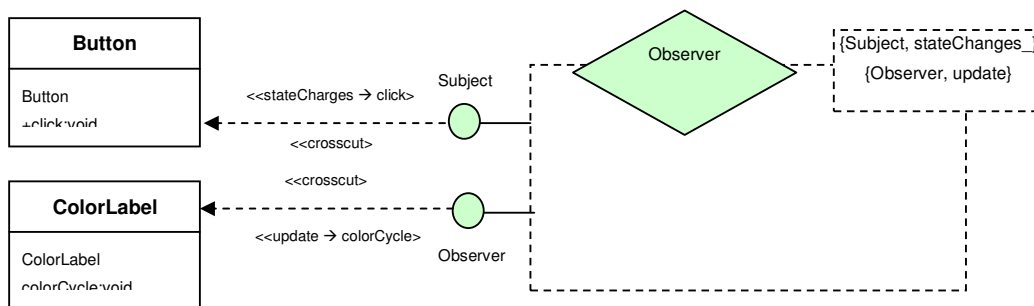 Button
Button
+click:void
<<stateCharges → click>
Subject
<<crosscut>
Observer
{Subject, stateChanges_}
{Observer, update}
ColorLabel
ColorLabel
colorCycle:void
<<crosscut>
<<update → colorCycle>
Observer